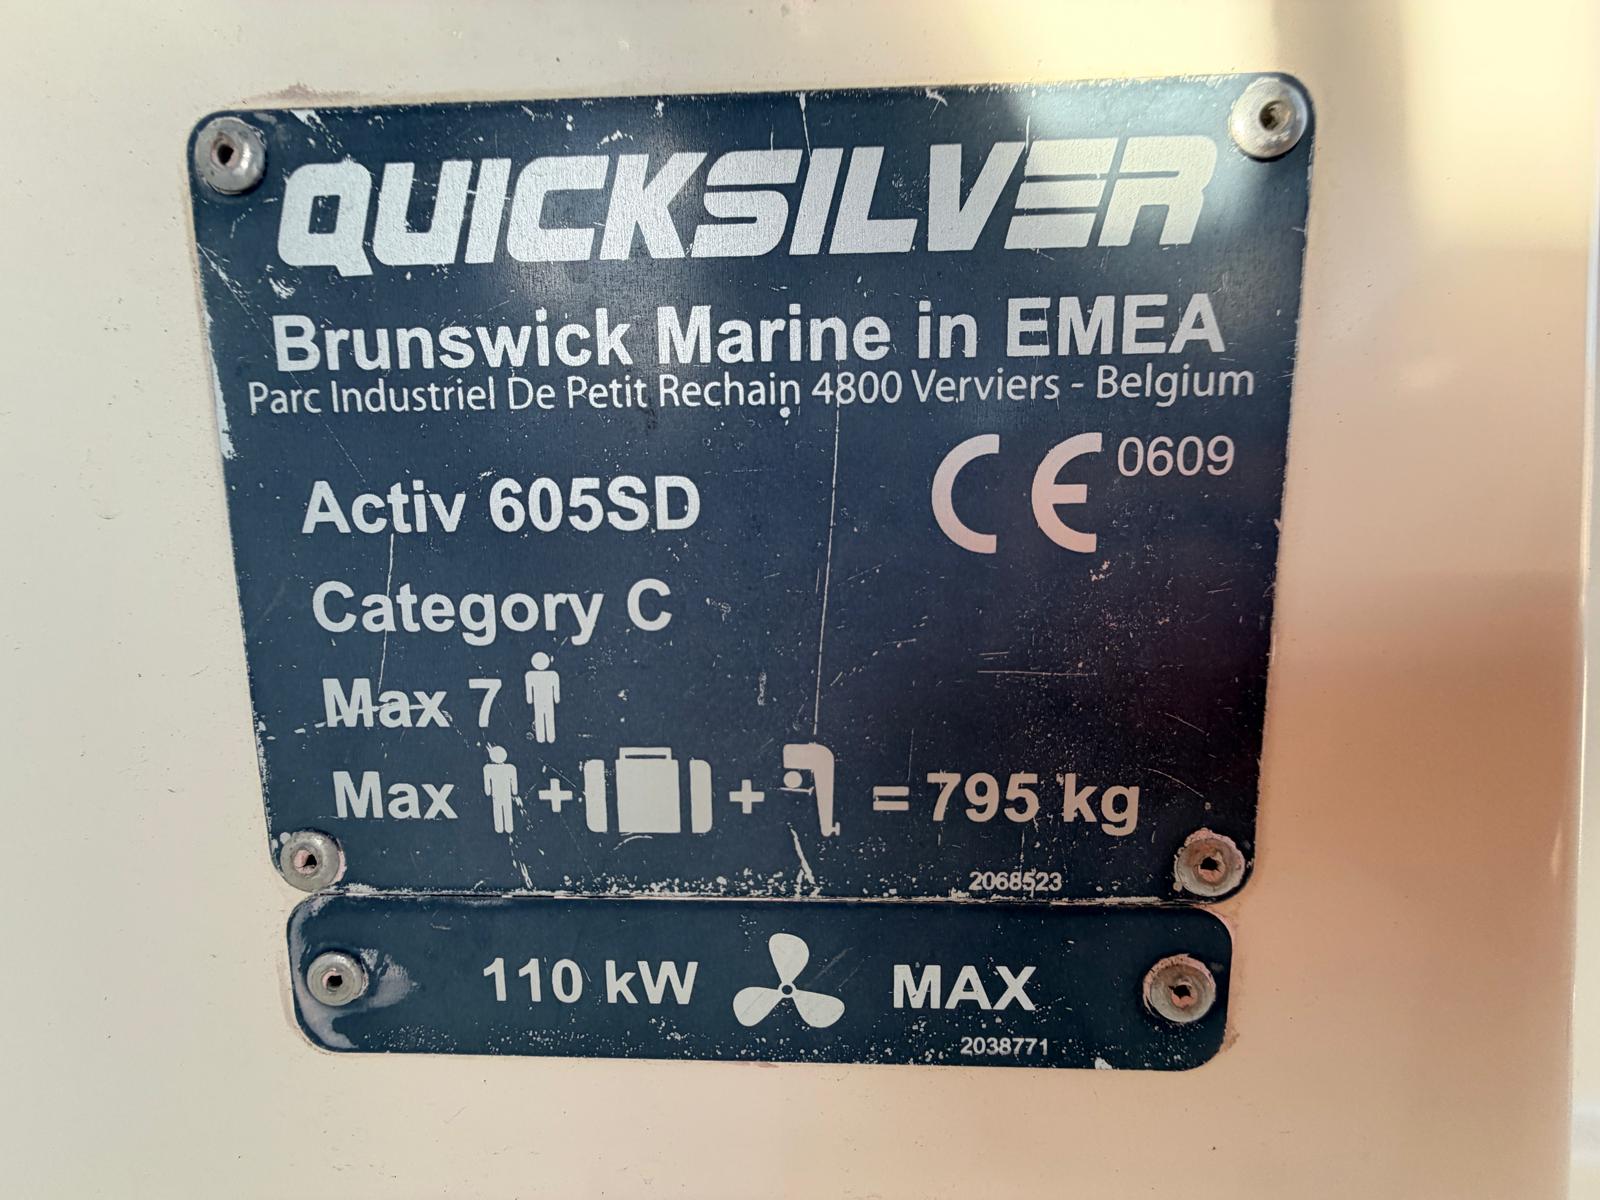 QUICKSILVER
Brunswick Marine in EMEA
Parc Industriel De Petit Rechain 4800 Verviers - Belgium
CE 0609
Activ 605SD
Category C
Max 7
Max + + = 795 kg
2068523
110 kW MAX
2038771